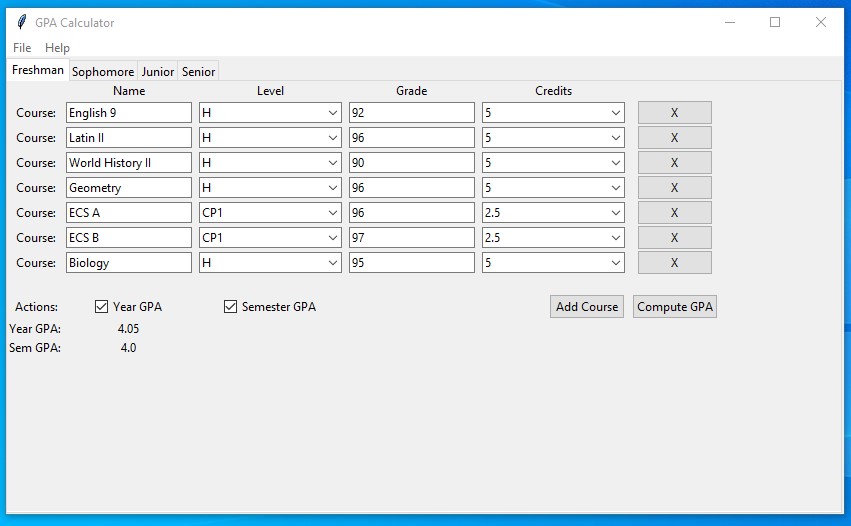 GPA Calculator
File Help
Freshman Sophomore Junior Senior
Name Level Grade Credits
Course: English 9 H 92 5 X
Course: Latin II H 96 5 X
Course: World History II H 90 5 X
Course: Geometry H 96 5 X
Course: ECS A CP1 96 2.5 X
Course: ECS B CP1 97 2.5 X
Course: Biology H 95 5 X
Actions: Year GPA Semester GPA Add Course Compute GPA
Year GPA: 4.05
Sem GPA: 4.0